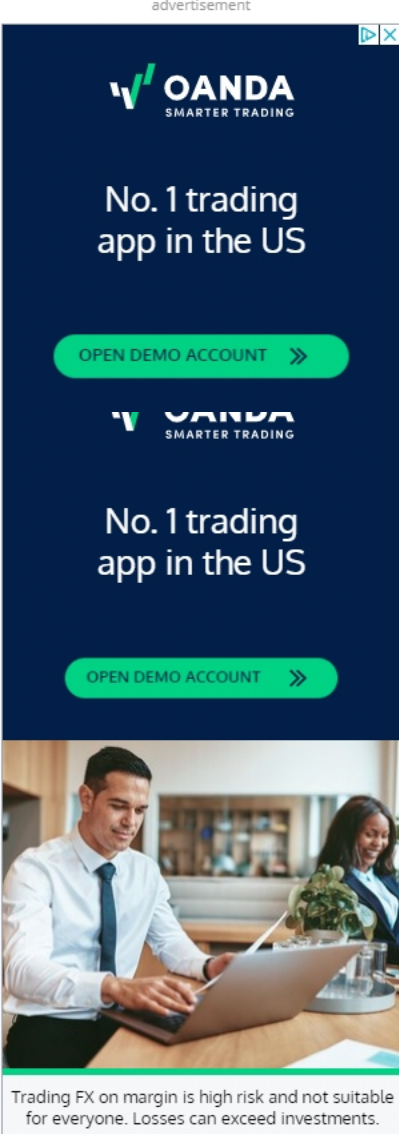 advertisement
OANDA
SMARTER TRADING
No. 1 trading
app in the US
OPEN DEMO ACCOUNT
OANDA
SMARTER TRADING
No. 1 trading
app in the US
OPEN DEMO ACCOUNT
Trading FX on margin is high risk and not suitable
for everyone. Losses can exceed investments.